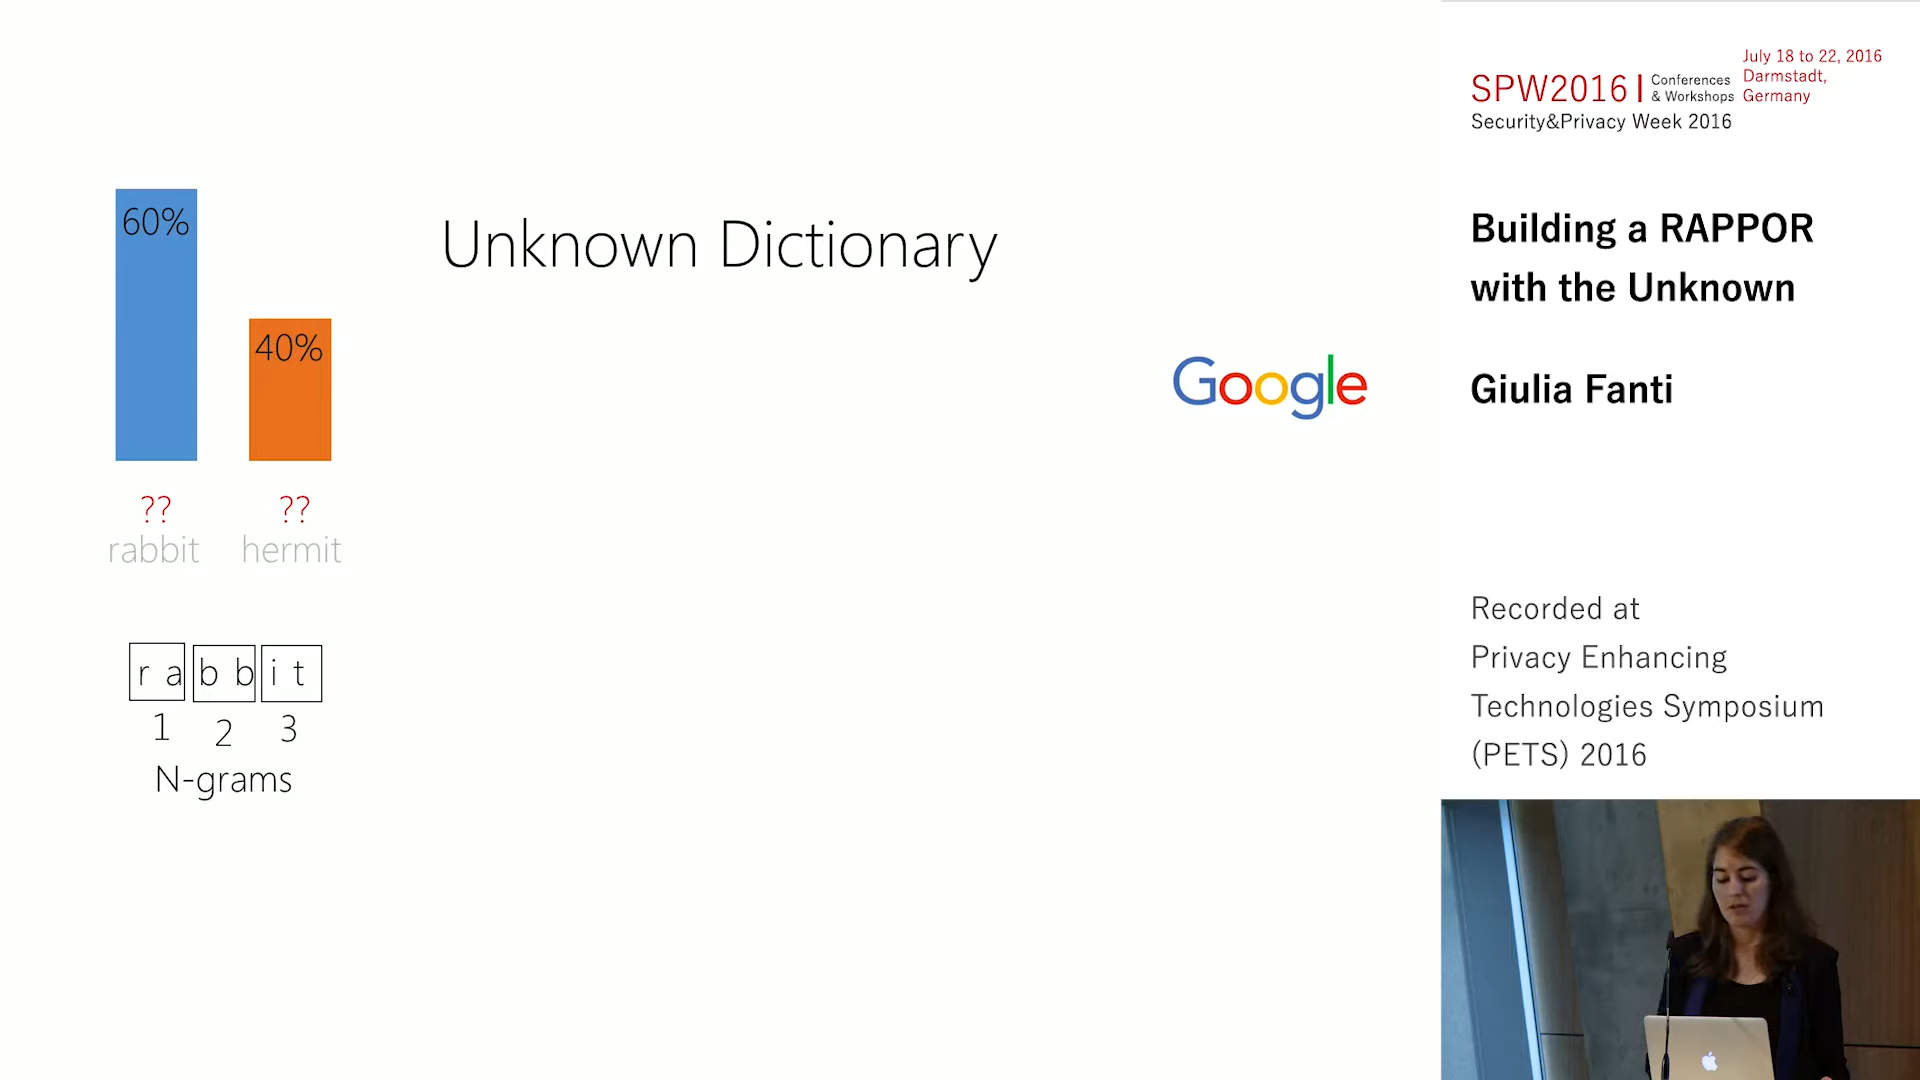 60%
40%
??
??
rabbit
hermit
r a
b b
i t
1
2
3
N-grams
Unknown Dictionary
Google
SPW2016 |
Conferences
& Workshops
July 18 to 22, 2016
Darmstadt,
Germany
Security&Privacy Week 2016
Building a RAPPOR
with the Unknown
Giulia Fanti
Recorded at
Privacy Enhancing
Technologies Symposium
(PETS) 2016